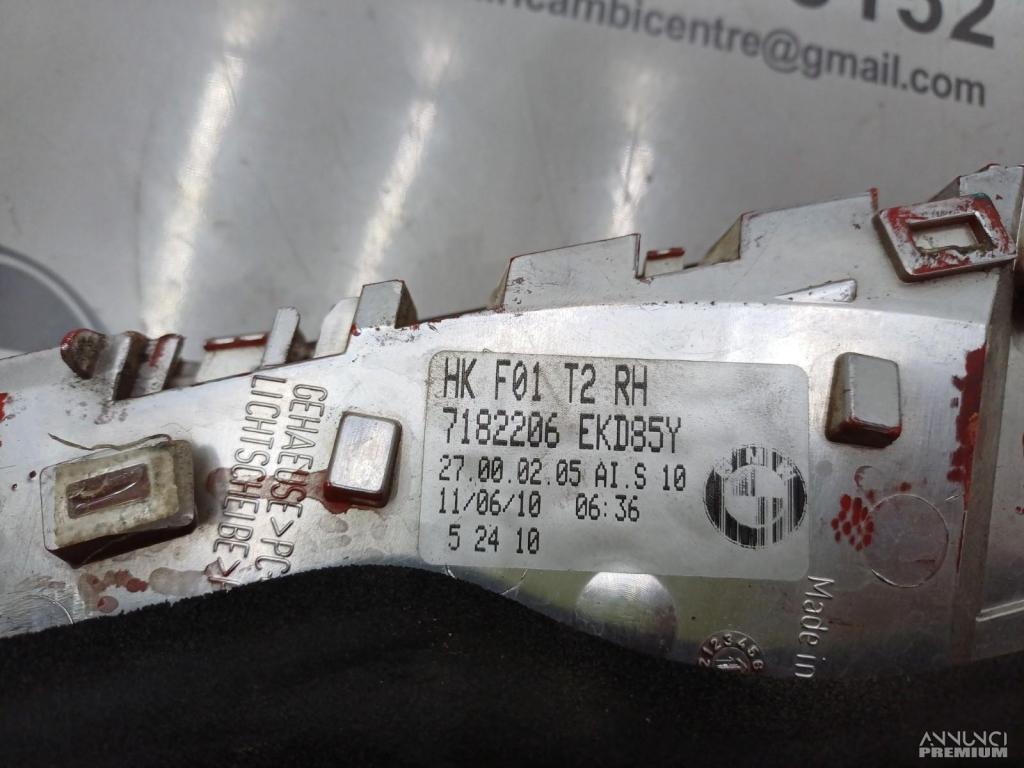 ricambicentre@gmail.com
HK F01 T2 RH
7182206 EKD85Y
27.00.02.05 AI.S 10
11/06/10 06:36
5 24 10
GEHAEUSE >PC
LICHTSCHEIBE >
Made in
ANNUNCI
PREMIUM